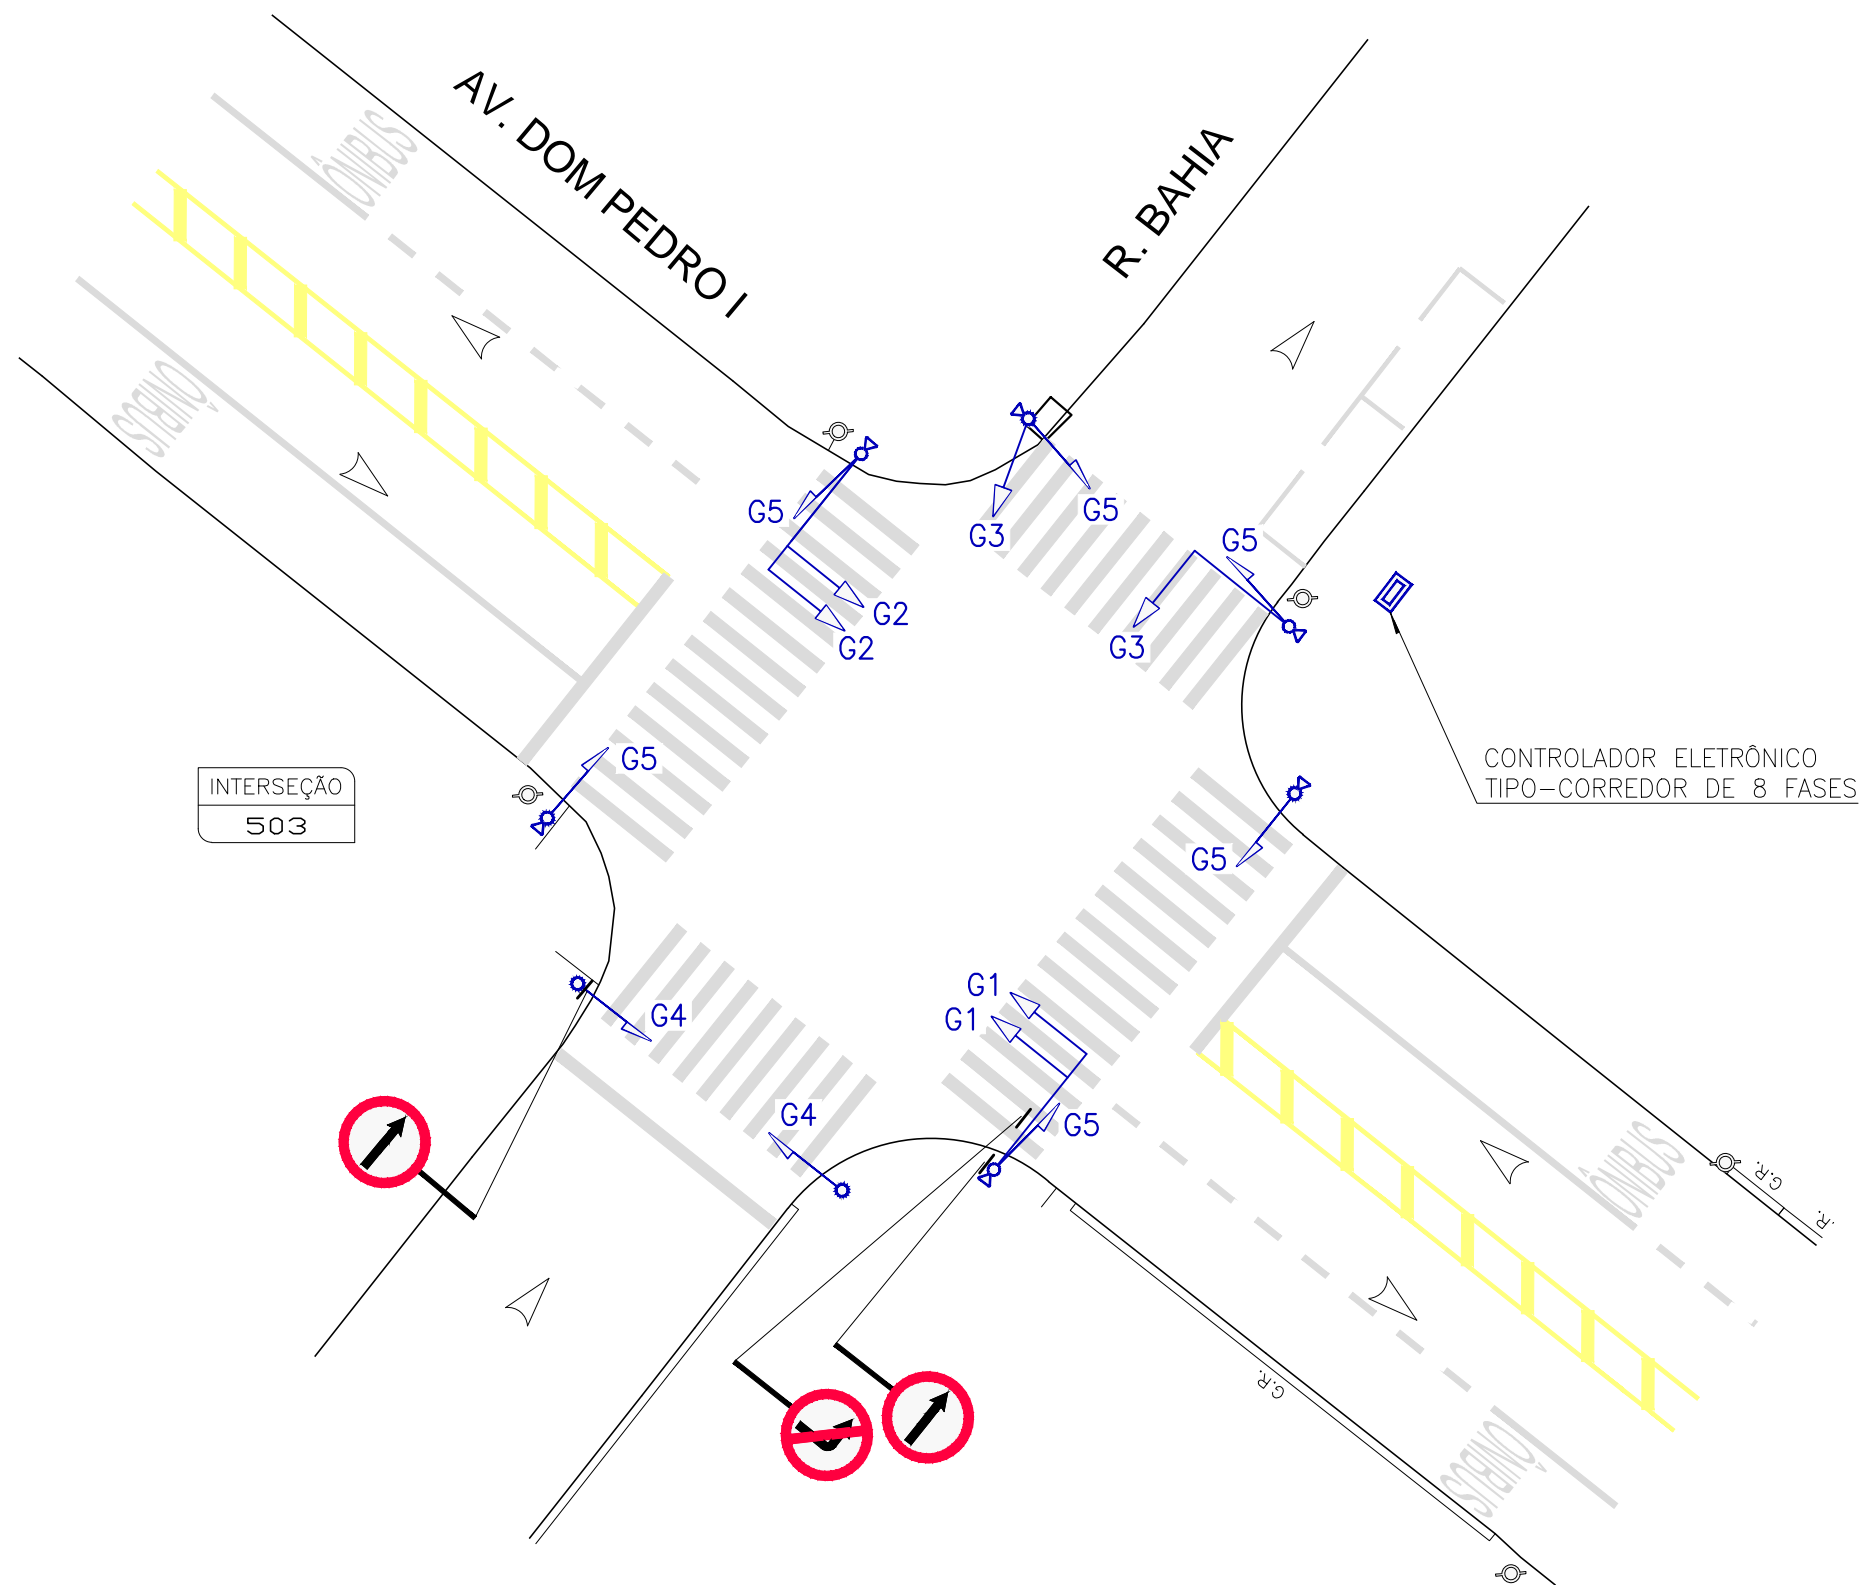 AV. DOM PEDRO I
R. BAHIA
ÔNIBUS
ÔNIBUS
G5
G2
G2
G3
G5
G5
G3
G5
INTERSEÇÃO
503
CONTROLADOR ELETRÔNICO
TIPO-CORREDOR DE 8 FASES
G5
G1
G1
G4
G4
G5
ÔNIBUS
G.R.
.R.
G.R.
ÔNIBUS